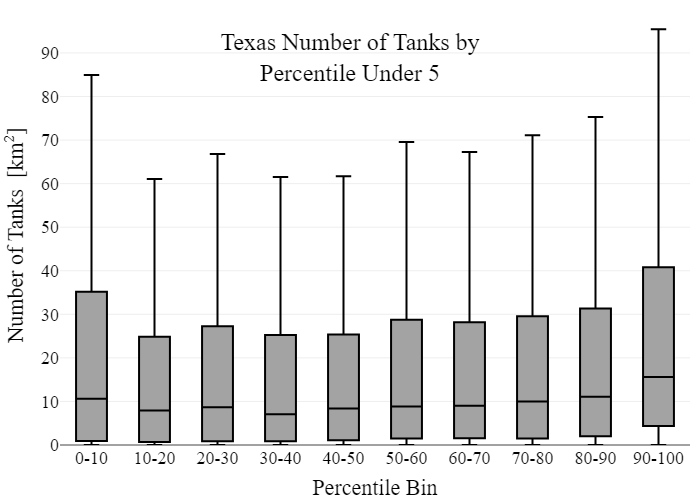 Texas Number of Tanks by
Percentile Under 5
Number of Tanks [km²]
90
80
70
60
50
40
30
20
10
0
0-10 10-20 20-30 30-40 40-50 50-60 60-70 70-80 80-90 90-100
Percentile Bin